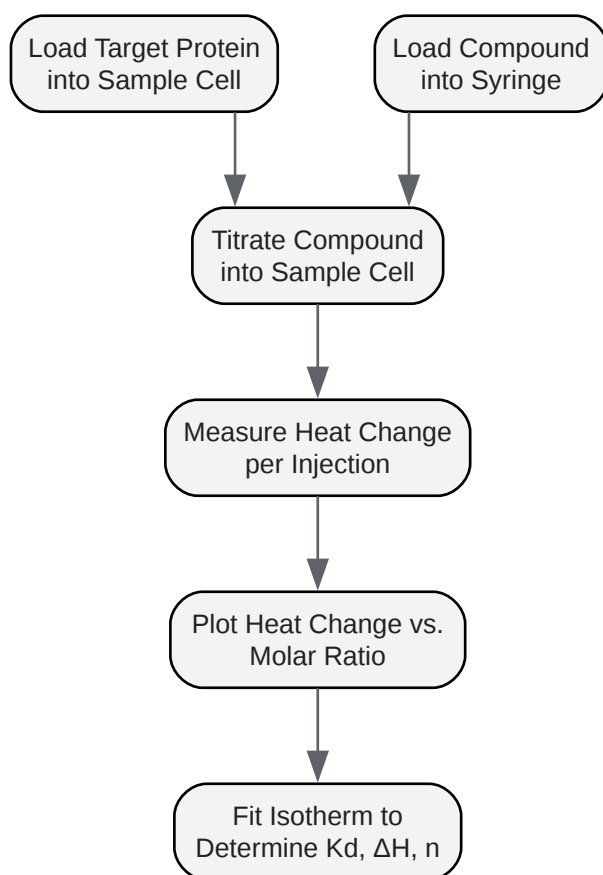 Load Target Protein
into Sample Cell
Load Compound
into Syringe
Titrate Compound
into Sample Cell
Measure Heat Change
per Injection
Plot Heat Change vs.
Molar Ratio
Fit Isotherm to
Determine Kd, ΔH, n